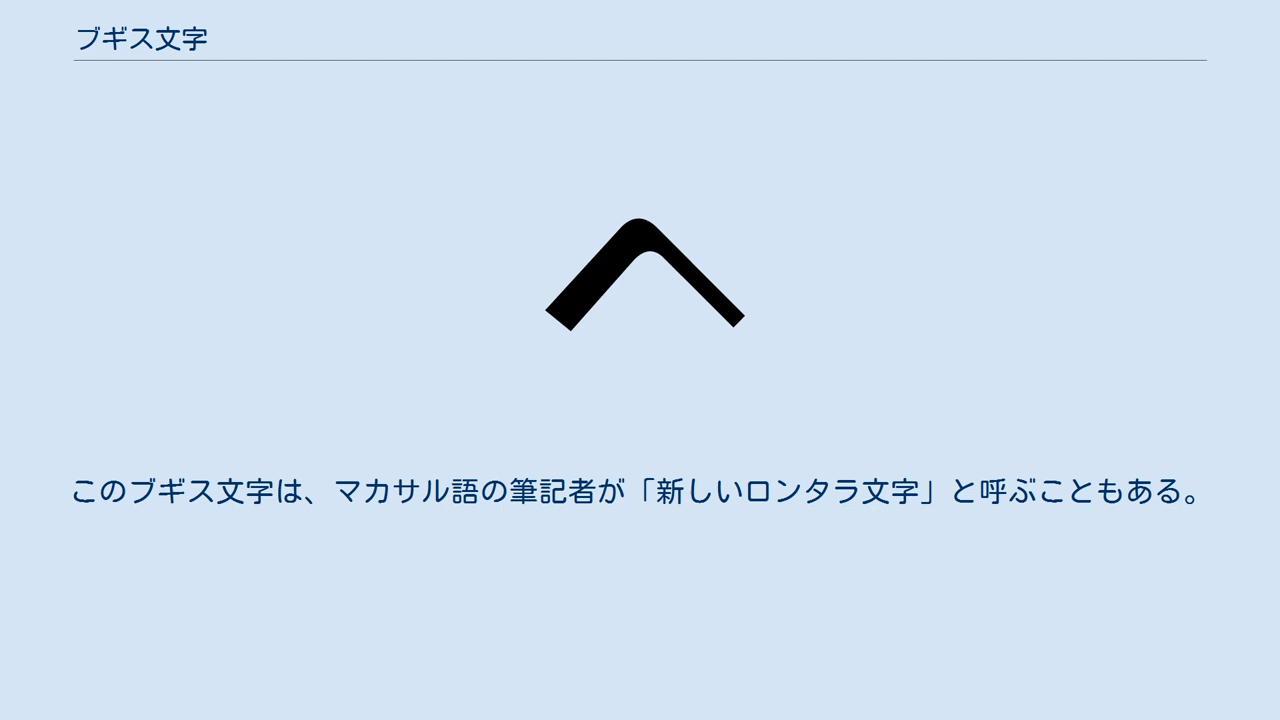 ブギス文字
ᨈ
このブギス文字は、マカサル語の筆記者が「新しいロンタラ文字」と呼ぶこともある。